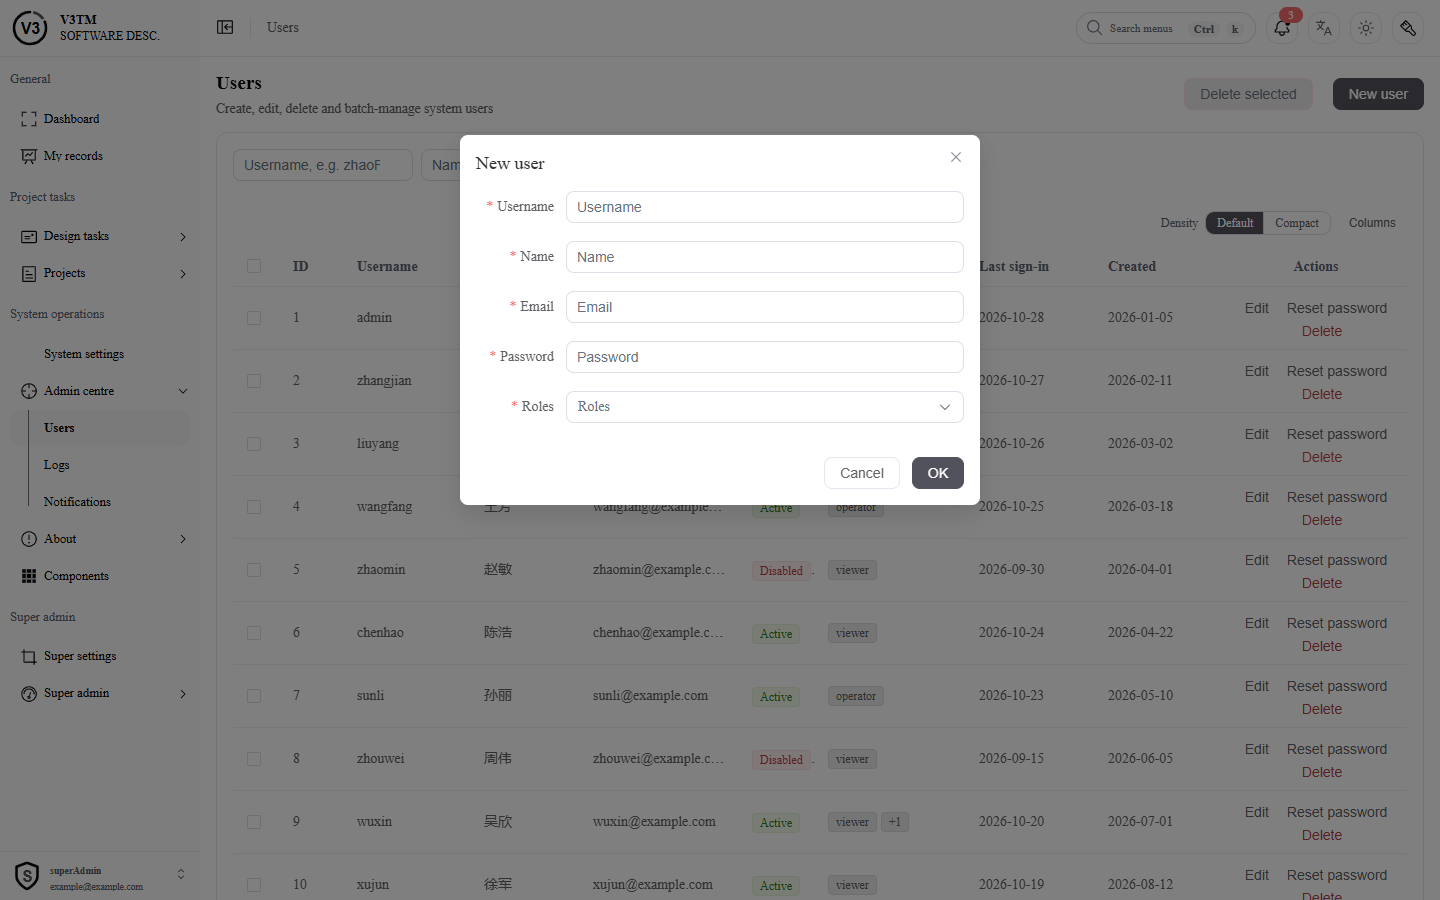 V3TM
SOFTWARE DESC.
V3
Users
Search menus Ctrl k
3
General
Dashboard
My records
Project tasks
Design tasks
Projects
System operations
System settings
Admin centre
Users
Logs
Notifications
About
Components
Super admin
Super settings
Super admin
S
superAdmin
example@example.com
Users
Create, edit, delete and batch-manage system users
Delete selected
New user
Username, e.g. zhao
Density Default Compact Columns
ID Username Last sign-in Created Actions
1 admin 2026-10-28 2026-01-05 Edit Reset password
Delete
2 zhangjian 2026-10-27 2026-02-11 Edit Reset password
Delete
3 liuyang 2026-10-26 2026-03-02 Edit Reset password
Delete
4 wangfang wangfang@example... Active operator 2026-10-25 2026-03-18 Edit Reset password
Delete
5 zhaomin 赵敏 zhaomin@example.c... Disabled viewer 2026-09-30 2026-04-01 Edit Reset password
Delete
6 chenhao 陈浩 chenhao@example.c... Active viewer 2026-10-24 2026-04-22 Edit Reset password
Delete
7 sunli 孙丽 sunli@example.com Active operator 2026-10-23 2026-05-10 Edit Reset password
Delete
8 zhouwei 周伟 zhouwei@example.c... Disabled viewer 2026-09-15 2026-06-05 Edit Reset password
Delete
9 wuxin 吴欣 wuxin@example.com Active viewer +1 2026-10-20 2026-07-01 Edit Reset password
Delete
10 xujun 徐军 xujun@example.com Active viewer 2026-10-19 2026-08-12 Edit Reset password
Delete
New user
* Username Username
* Name Name
* Email Email
* Password Password
* Roles Roles
Cancel OK